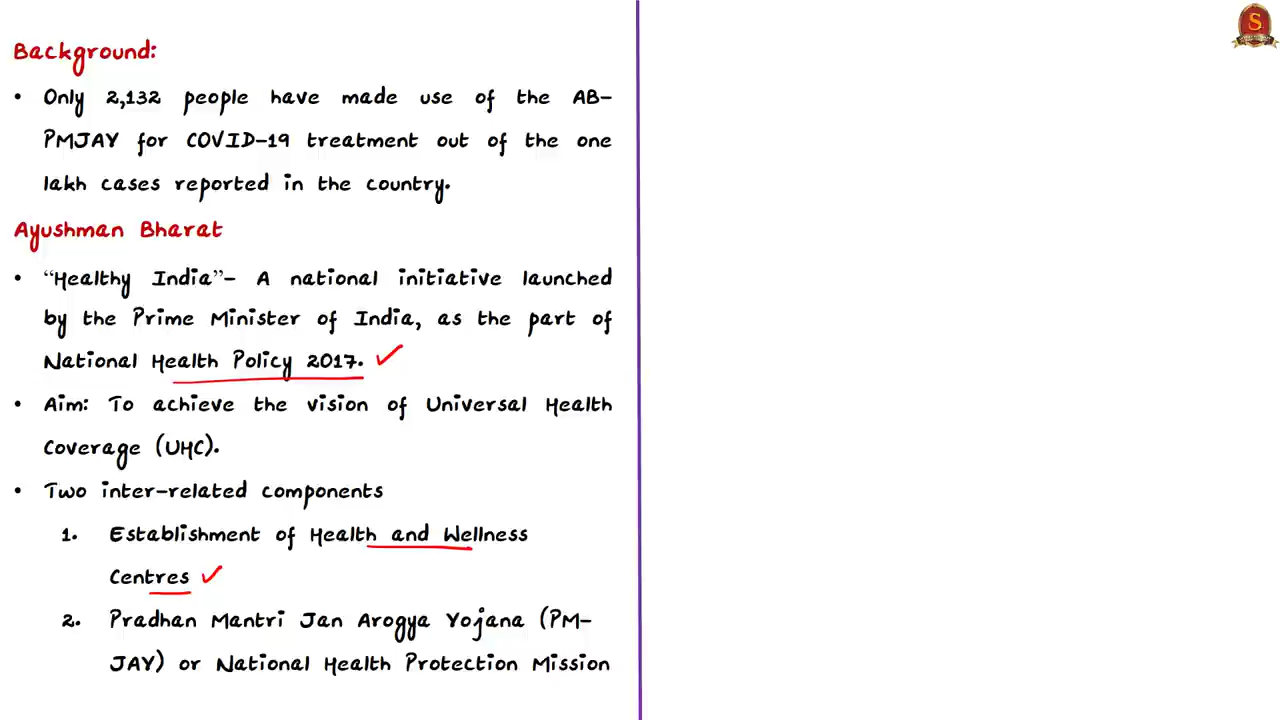 Background:
• Only 2,132 people have made use of the AB-
PMJAY for COVID-19 treatment out of the one
lakh cases reported in the country.
Ayushman Bharat
• “Healthy India”- A national initiative launched
by the Prime Minister of India, as the part of
National Health Policy 2017.
• Aim: To achieve the vision of Universal Health
Coverage (UHC).
• Two inter-related components
1. Establishment of Health and Wellness
Centres
2. Pradhan Mantri Jan Arogya Yojana (PM-
JAY) or National Health Protection Mission
S